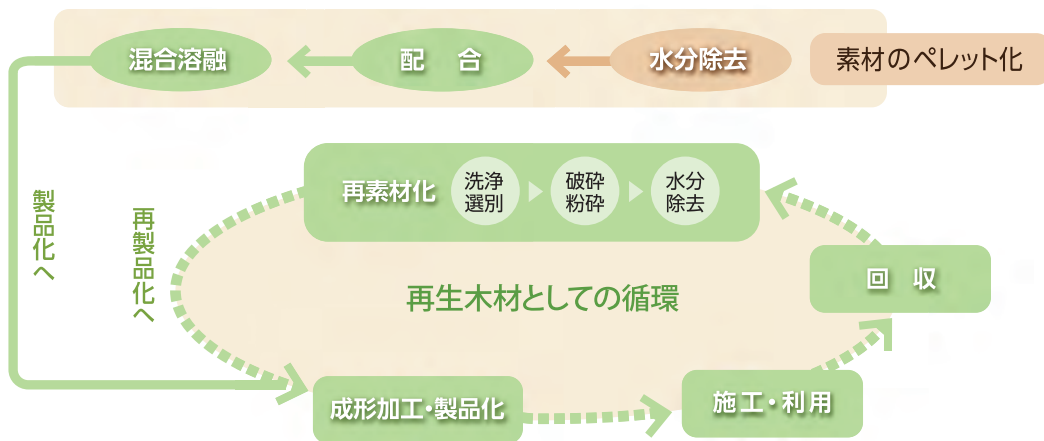 混合溶融
配 合
水分除去
素材のペレット化
再素材化
洗浄
選別
破砕
粉砕
水分
除去
製品化へ
再製品化へ
再生木材としての循環
回 収
成形加工・製品化
施工・利用